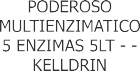 PODEROSO
MULTIENZIMATICO
5 ENZIMAS 5LT - -
KELLDRIN